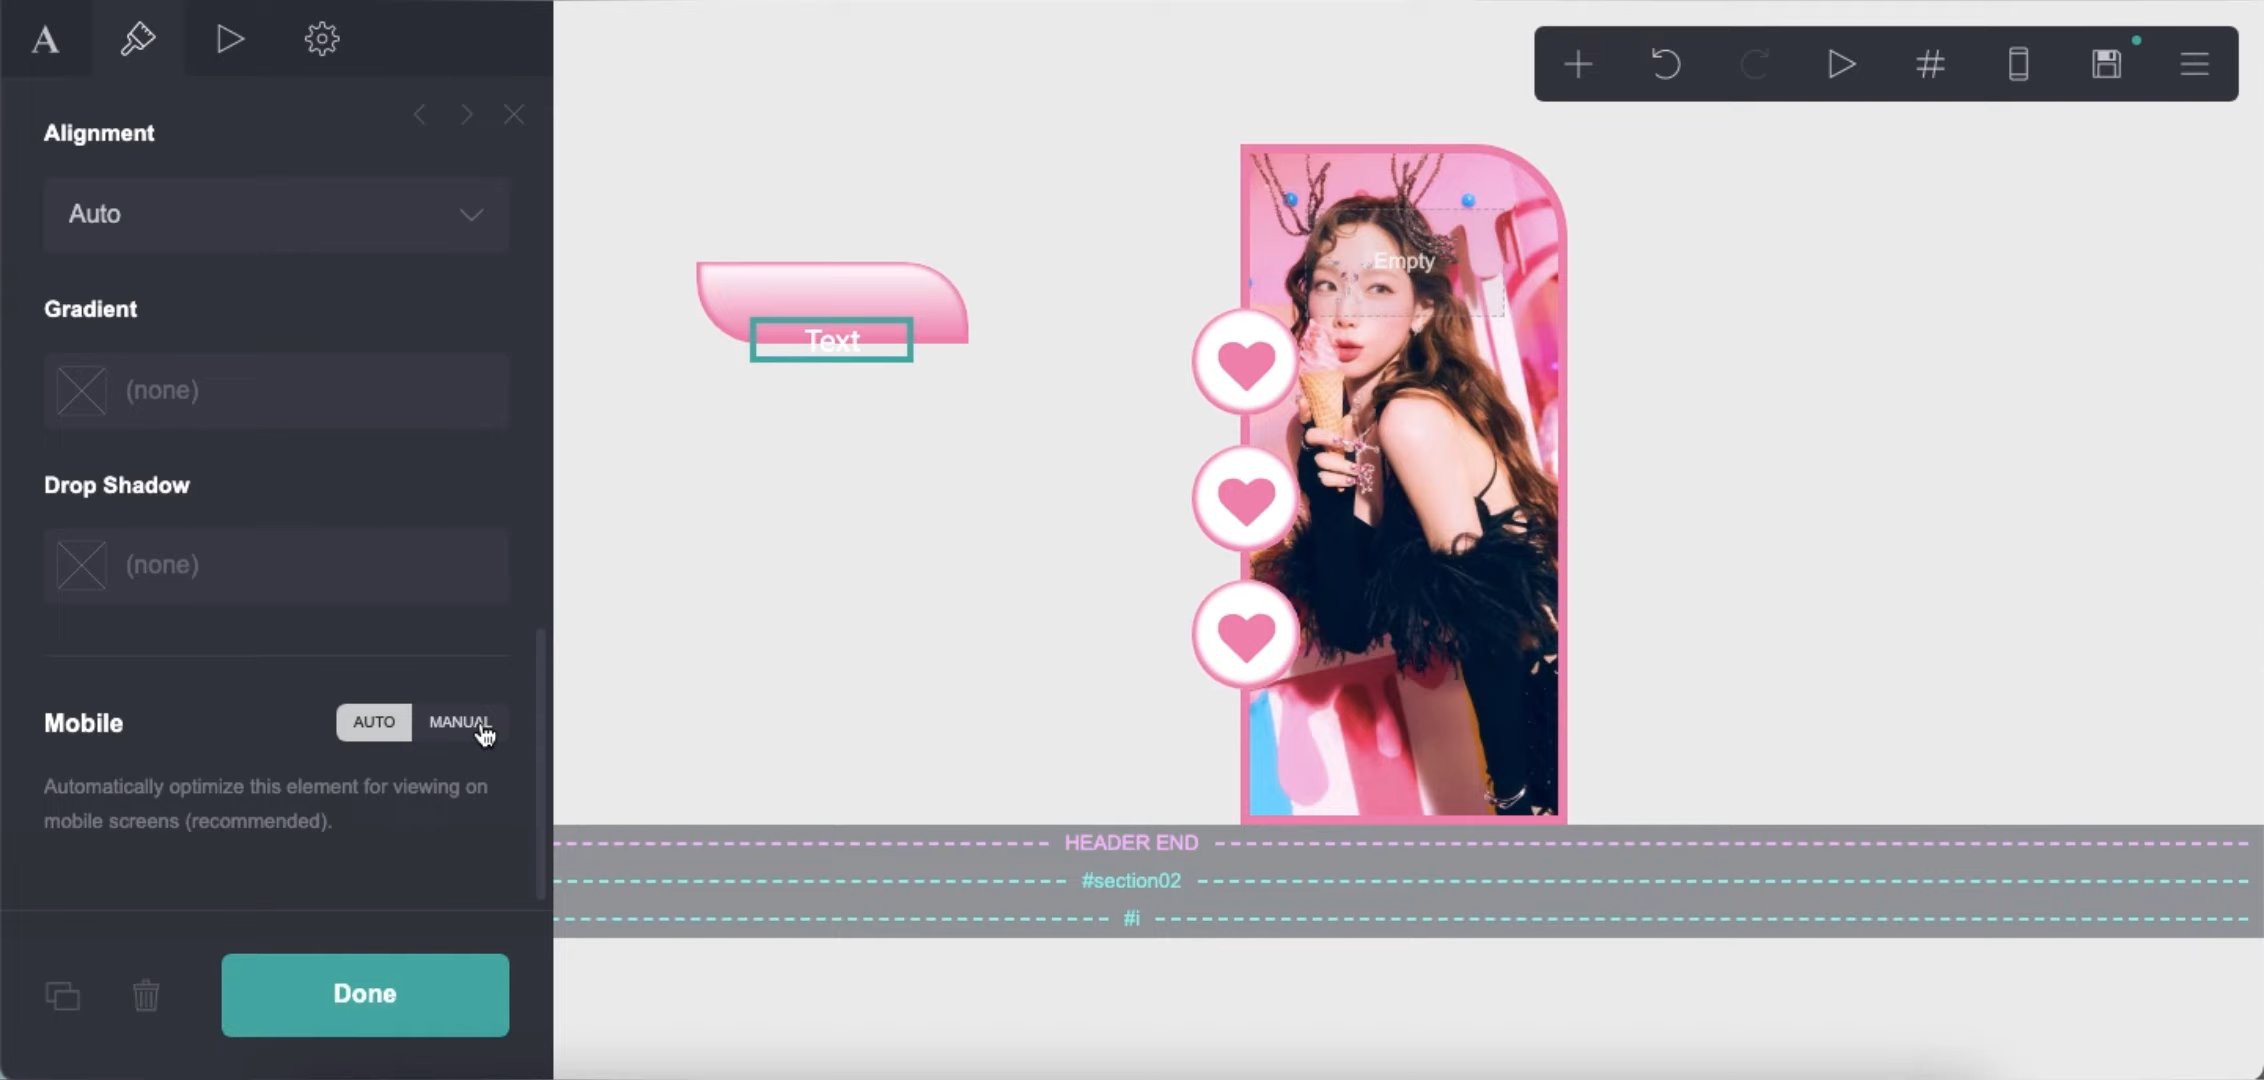 A
Alignment
Auto
Gradient
(none)
Drop Shadow
(none)
Mobile
AUTO
MANUAL
Automatically optimize this element for viewing on
mobile screens (recommended).
Done
Text
Empty
HEADER END
#section02
#i